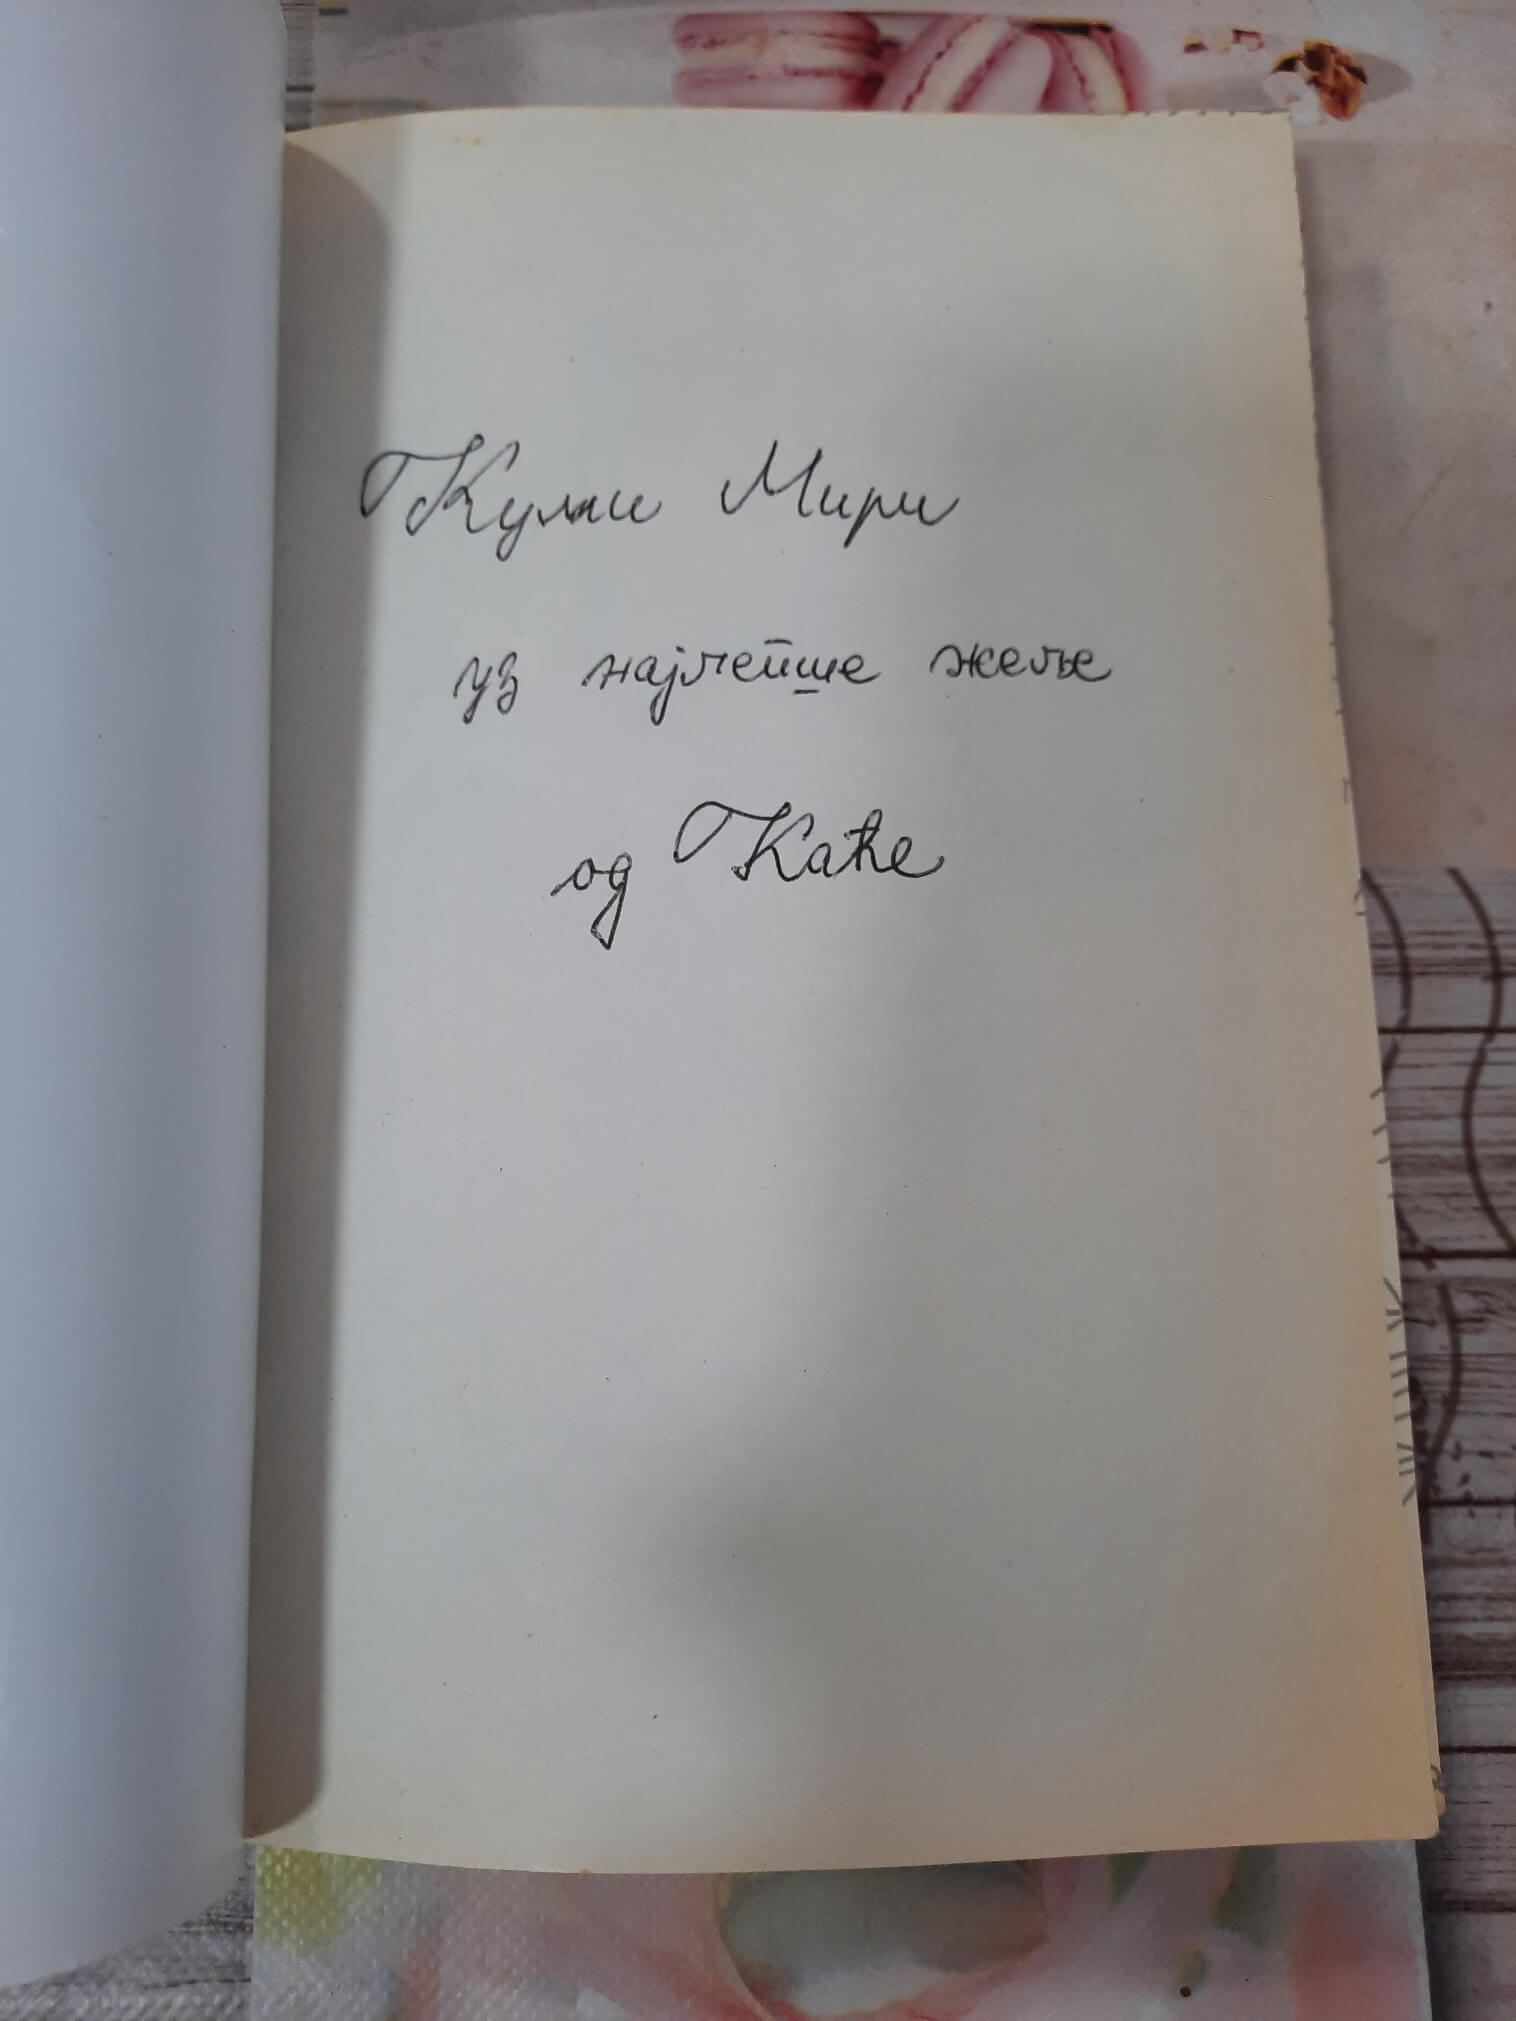 Куми Мири
уз најлепше жеље
од Каће